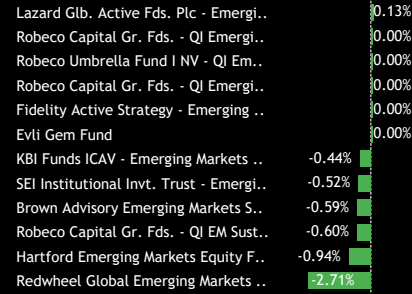 Lazard Glb. Active Fds. Plc - Emergi.. 0.13%
Robeco Capital Gr. Fds. - QI Emergi.. 0.00%
Robeco Umbrella Fund I NV - QI Em.. 0.00%
Robeco Capital Gr. Fds. - QI Emergi.. 0.00%
Fidelity Active Strategy - Emerging .. 0.00%
Evli Gem Fund 0.00%
KBI Funds ICAV - Emerging Markets .. -0.44%
SEI Institutional Invt. Trust - Emergi.. -0.52%
Brown Advisory Emerging Markets S.. -0.59%
Robeco Capital Gr. Fds. - QI EM Sust.. -0.60%
Hartford Emerging Markets Equity F.. -0.94%
Redwheel Global Emerging Markets .. -2.71%